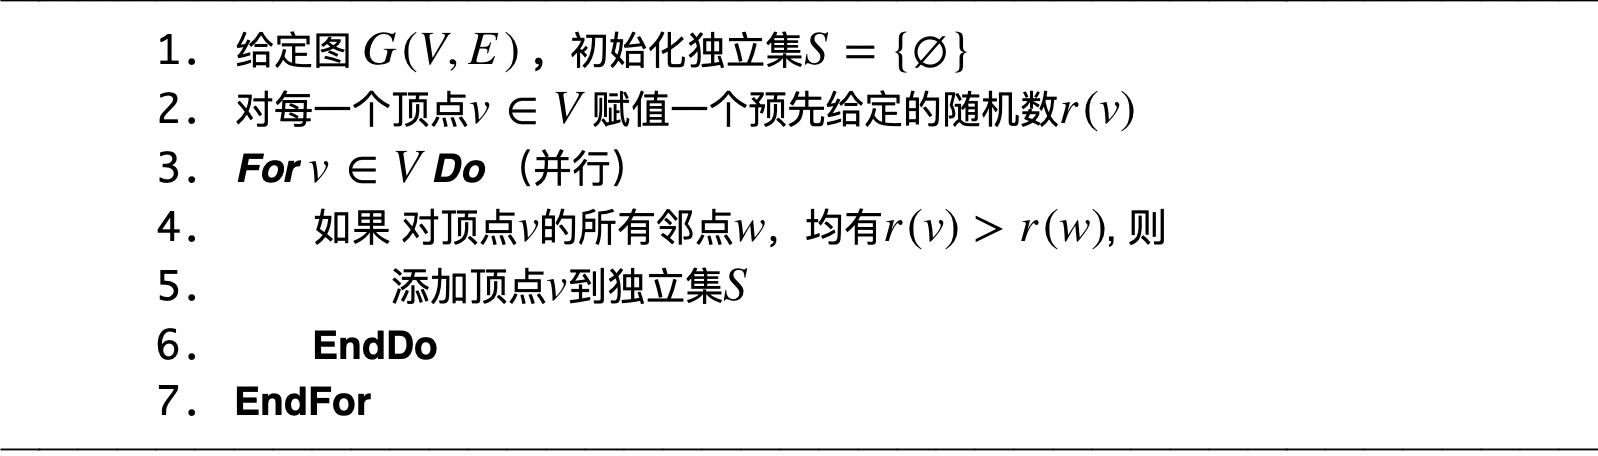 1. 给定图 G(V, E) ，初始化独立集S = {∅}
2. 对每一个顶点v ∈ V 赋值一个预先给定的随机数r(v)
3. For v ∈ V Do （并行）
4. 如果 对顶点v的所有邻点w，均有r(v) > r(w), 则
5. 添加顶点v到独立集S
6. EndDo
7. EndFor